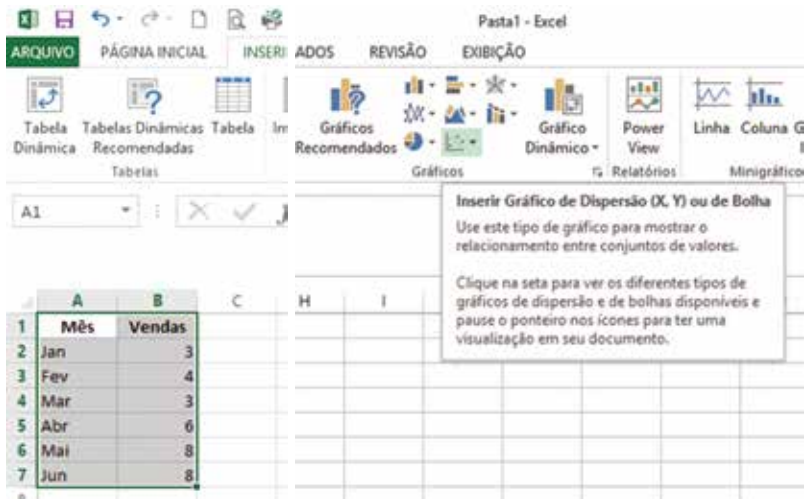 Pasta1 - Excel
ARQUIVO PÁGINA INICIAL INSERI ADOS REVISÃO EXIBIÇÃO
Tabela Dinâmica
Tabelas Dinâmicas Recomendadas
Tabela
Tabelas
Gráficos Recomendados
Gráfico Dinâmico
Gráficos
Power View
Relatórios
Linha Coluna G
Minigráfico
A1
Inserir Gráfico de Dispersão (X, Y) ou de Bolha
Use este tipo de gráfico para mostrar o
relacionamento entre conjuntos de valores.
Clique na seta para ver os diferentes tipos de
gráficos de dispersão e de bolhas disponíveis e
pause o ponteiro nos ícones para ter uma
visualização em seu documento.
A B C H I
1 Mês Vendas
2 Jan 3
3 Fev 4
4 Mar 3
5 Abr 6
6 Mai 8
7 Jun 8